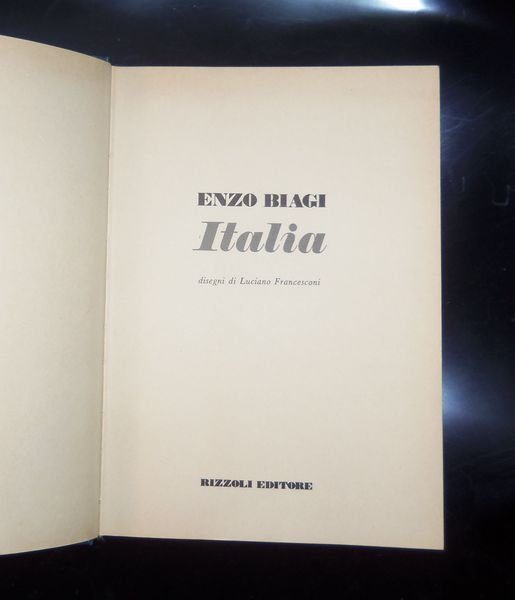 ENZO BIAGI
Italia
disegni di Luciano Francesconi
RIZZOLI EDITORE